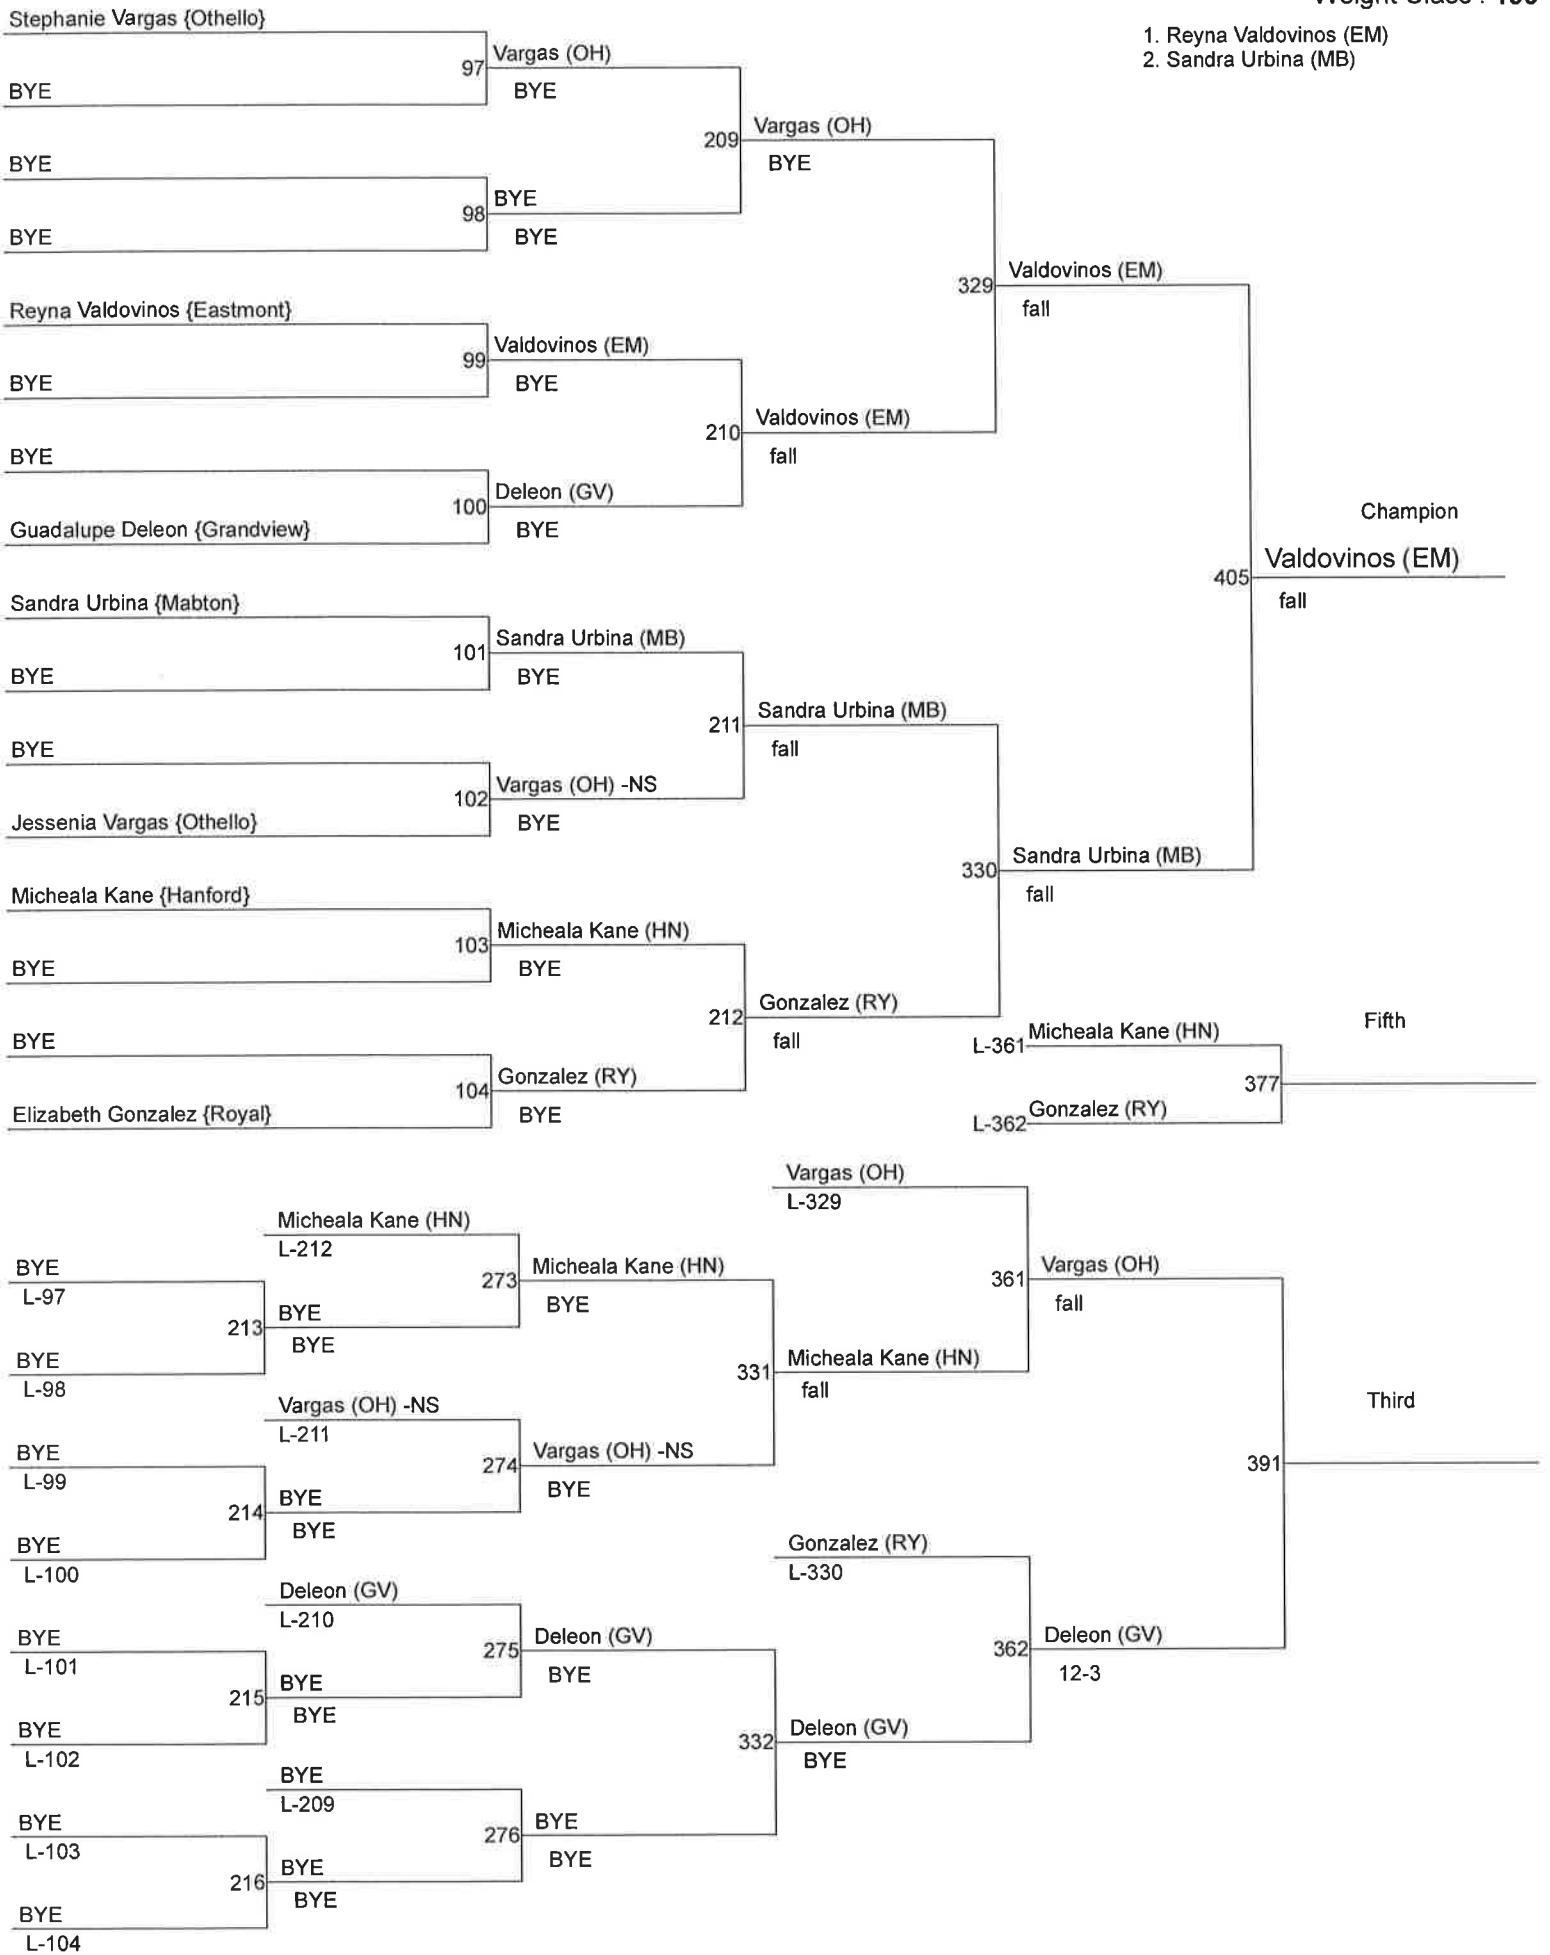 1. Reyna Valdovinos (EM)
2. Sandra Urbina (MB)
Stephanie Vargas {Othello}
97
Vargas (OH)
BYE
BYE
209
Vargas (OH)
BYE
BYE
98
BYE
BYE
BYE
329
Valdovinos (EM)
fall
Reyna Valdovinos {Eastmont}
99
Valdovinos (EM)
BYE
BYE
210
Valdovinos (EM)
fall
BYE
100
Deleon (GV)
BYE
Guadalupe Deleon {Grandview}
Champion
405
Valdovinos (EM)
fall
Sandra Urbina {Mabton}
101
Sandra Urbina (MB)
BYE
BYE
211
Sandra Urbina (MB)
fall
BYE
102
Vargas (OH) -NS
BYE
Jessenia Vargas {Othello}
330
Sandra Urbina (MB)
fall
Micheala Kane {Hanford}
103
Micheala Kane (HN)
BYE
BYE
212
Gonzalez (RY)
fall
BYE
104
Gonzalez (RY)
BYE
Elizabeth Gonzalez {Royal}
Fifth
L-361
Micheala Kane (HN)
377
L-362
Gonzalez (RY)
Vargas (OH)
L-329
Micheala Kane (HN)
L-212
273
Micheala Kane (HN)
BYE
BYE
L-97
213
BYE
BYE
BYE
L-98
361
Vargas (OH)
fall
331
Micheala Kane (HN)
fall
Vargas (OH) -NS
L-211
274
Vargas (OH) -NS
BYE
BYE
L-99
214
BYE
BYE
BYE
L-100
Third
391
Gonzalez (RY)
L-330
Deleon (GV)
L-210
275
Deleon (GV)
BYE
BYE
L-101
215
BYE
BYE
BYE
L-102
362
Deleon (GV)
12-3
332
Deleon (GV)
BYE
BYE
L-209
276
BYE
BYE
BYE
L-103
216
BYE
BYE
BYE
L-104